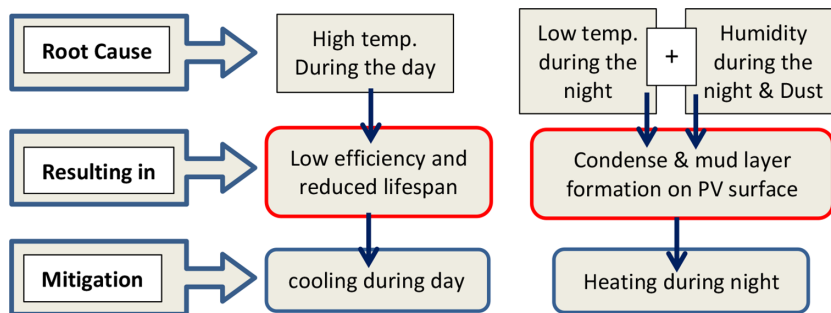 Root Cause
High temp.
During the day
Low temp.
during the
night
+
Humidity
during the
night & Dust
Resulting in
Low efficiency and
reduced lifespan
Condense & mud layer
formation on PV surface
Mitigation
cooling during day
Heating during night